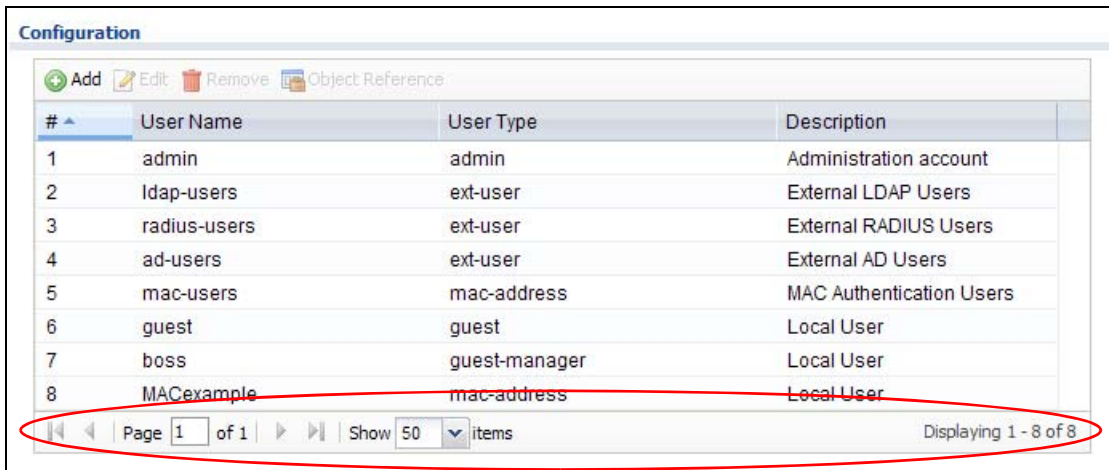 Configuration
Add Edit Remove Object Reference
# User Name User Type Description
1 admin admin Administration account
2 ldap-users ext-user External LDAP Users
3 radius-users ext-user External RADIUS Users
4 ad-users ext-user External AD Users
5 mac-users mac-address MAC Authentication Users
6 guest guest Local User
7 boss guest-manager Local User
8 MACexample mac-address Local User
Page 1 of 1 Show 50 items Displaying 1 - 8 of 8